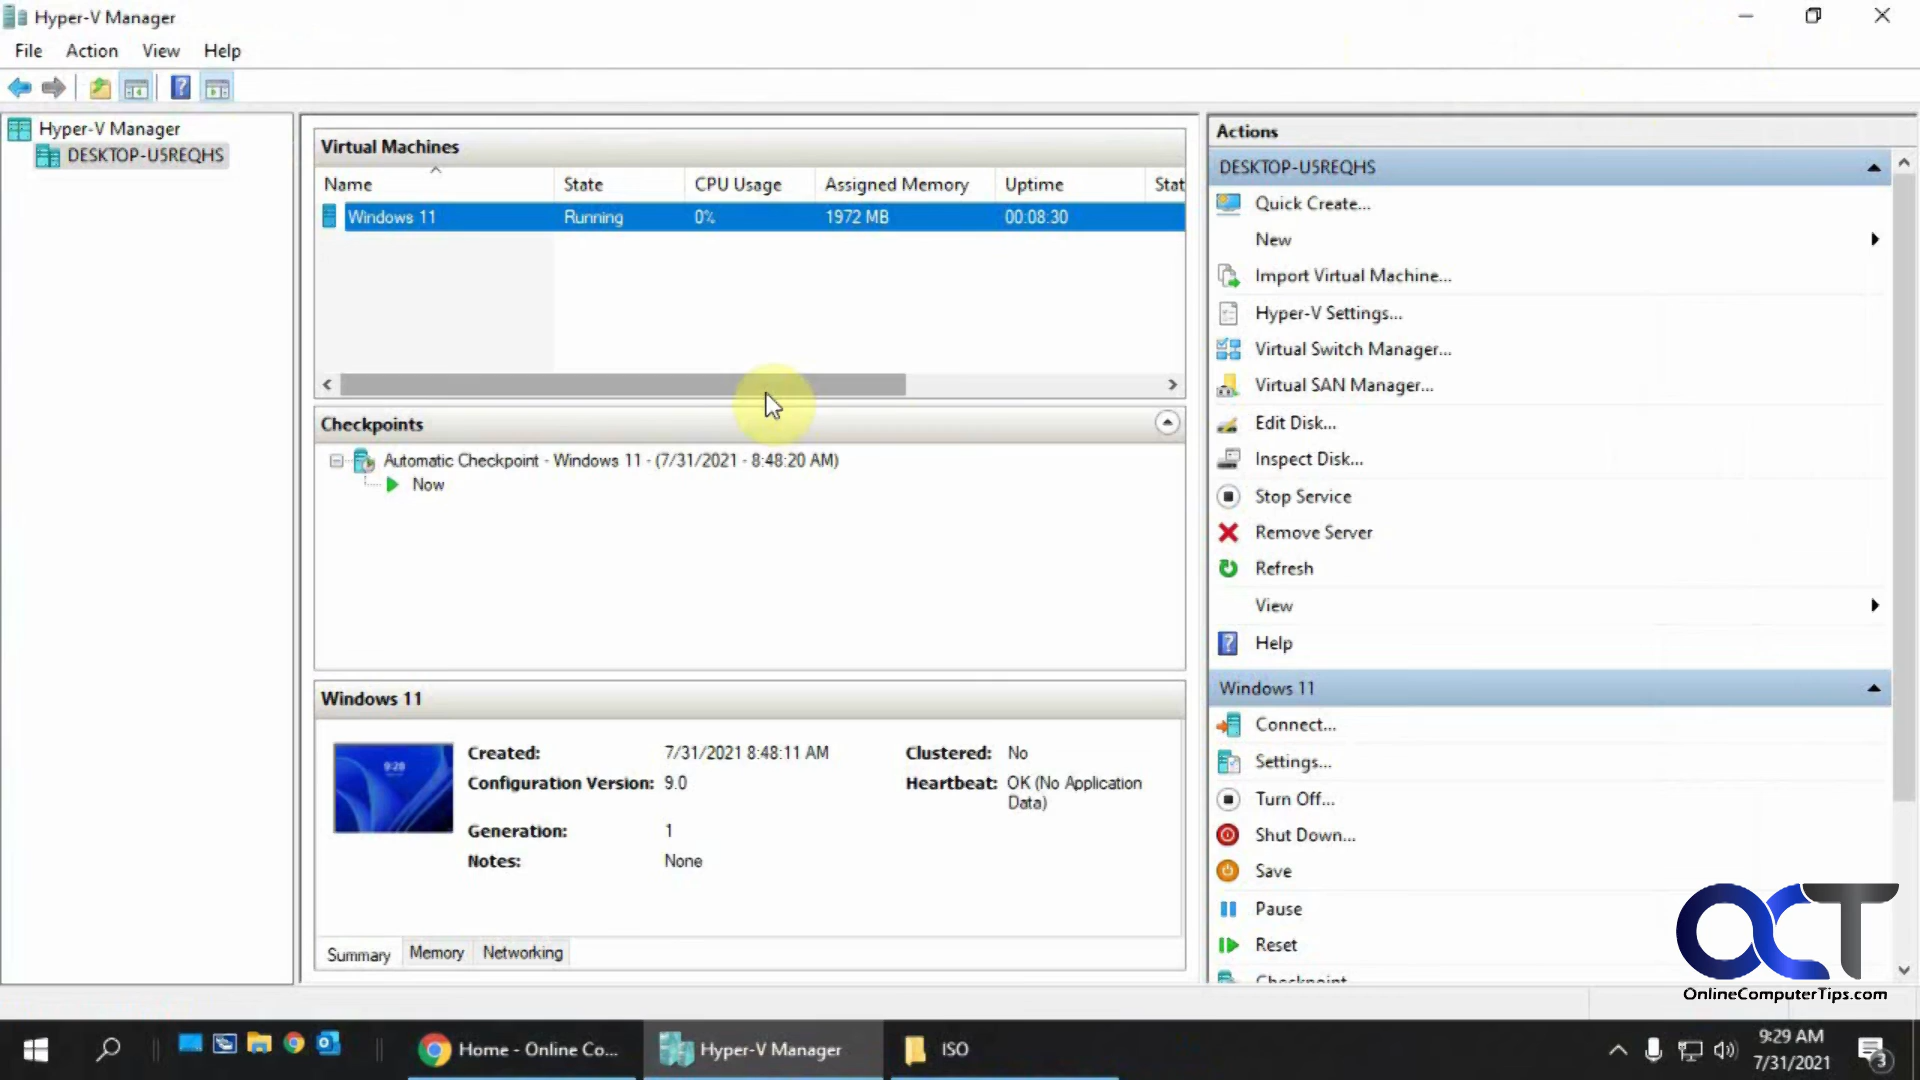 Hyper-V Manager
File Action View Help
Hyper-V Manager
DESKTOP-U5REQHS
Virtual Machines
Name State CPU Usage Assigned Memory Uptime Stat
Windows 11 Running 0% 1972 MB 00:08:30
Checkpoints
Automatic Checkpoint - Windows 11 - (7/31/2021 - 8:48:20 AM)
Now
Windows 11
9:28
Created: 7/31/2021 8:48:11 AM Clustered: No
Configuration Version: 9.0 Heartbeat: OK (No Application
Data)
Generation: 1
Notes: None
Summary Memory Networking
Actions
DESKTOP-U5REQHS
Quick Create...
New
Import Virtual Machine...
Hyper-V Settings...
Virtual Switch Manager...
Virtual SAN Manager...
Edit Disk...
Inspect Disk...
Stop Service
Remove Server
Refresh
View
Help
Windows 11
Connect...
Settings...
Turn Off...
Shut Down...
Save
Pause
Reset
Checkpoint
OCT
OnlineComputerTips.com
Home - Online Co... Hyper-V Manager ISO
9:29 AM
7/31/2021
3